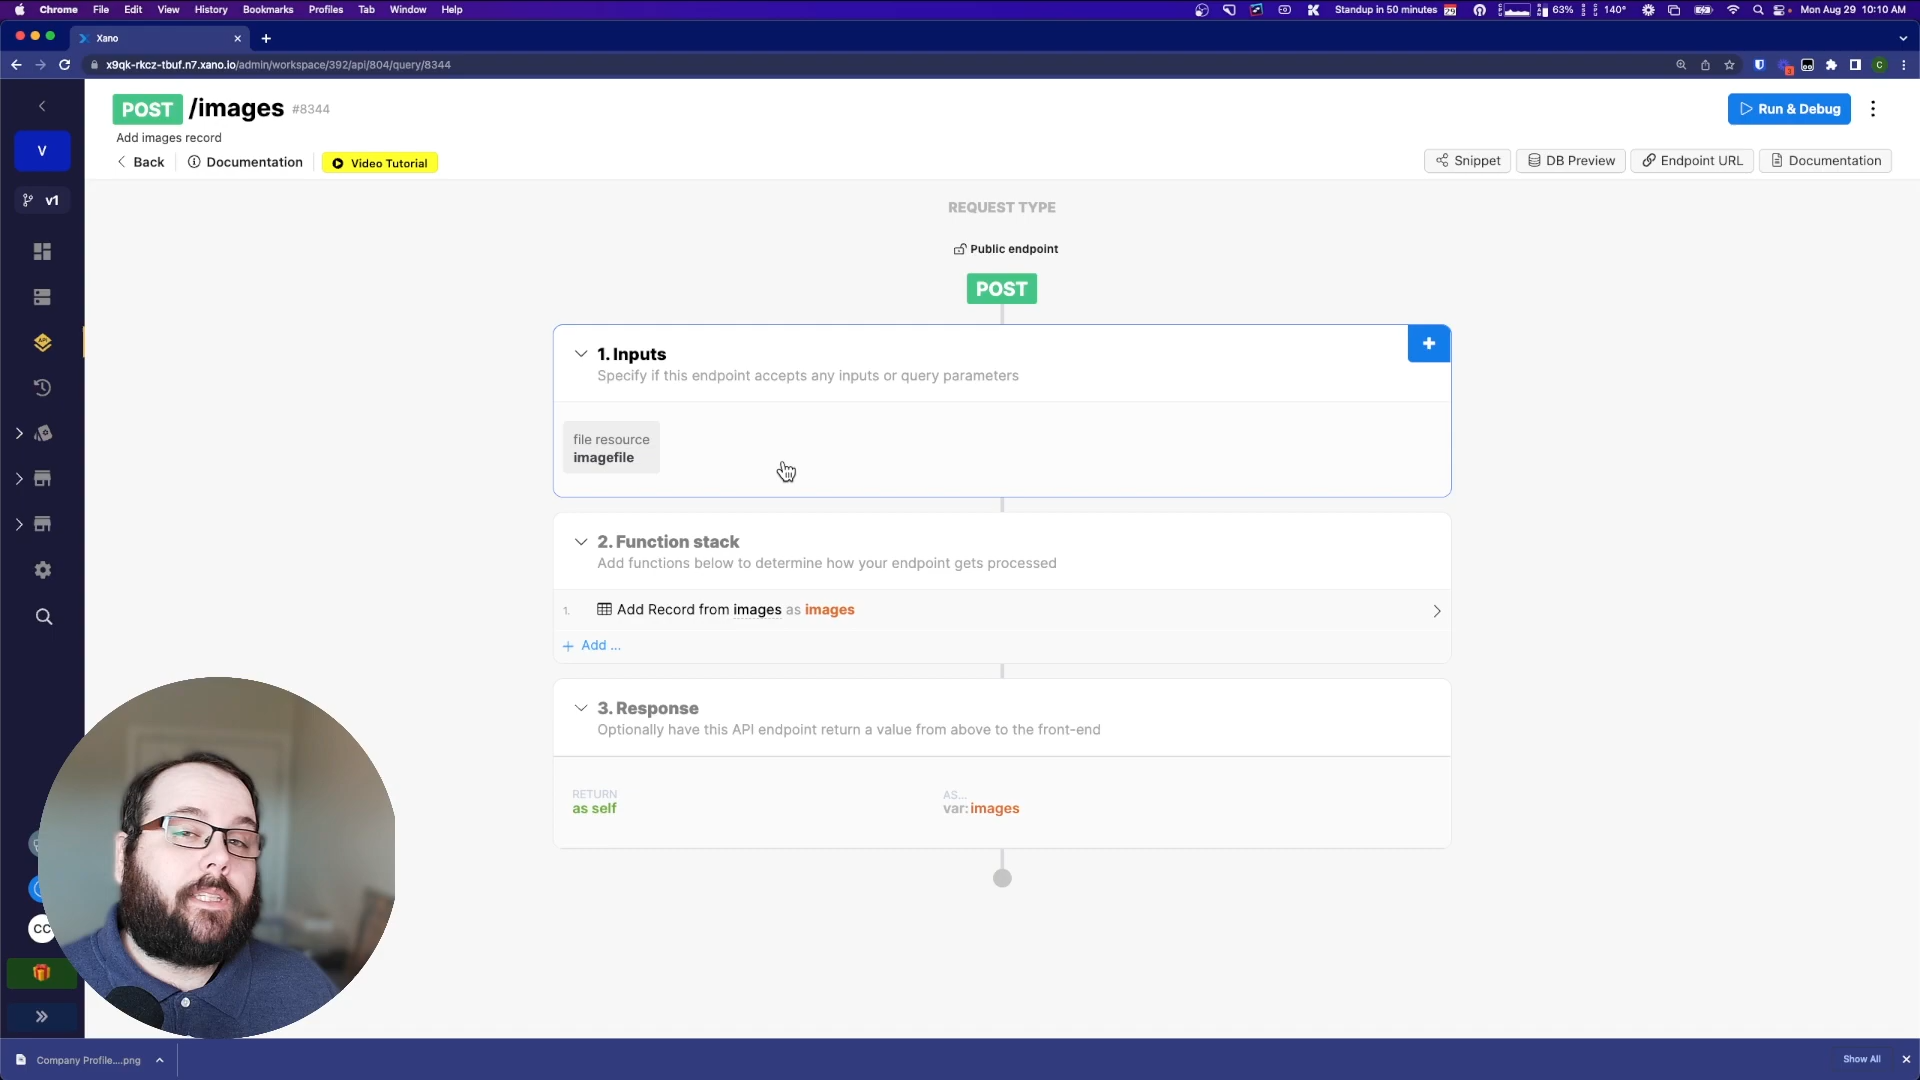 Chrome File Edit View History Bookmarks Profiles Tab Window Help Standup in 50 minutes 63% 140° Mon Aug 29 10:10 AM
Xano
x9qk-rkcz-tbuf.n7.xano.io/admin/workspace/392/api/804/query/8344
POST /images #8344
Run & Debug
Add images record
Back Documentation Video Tutorial
Snippet DB Preview Endpoint URL Documentation
V
v1
REQUEST TYPE
Public endpoint
POST
1. Inputs
Specify if this endpoint accepts any inputs or query parameters
file resource
imagefile
2. Function stack
Add functions below to determine how your endpoint gets processed
1. Add Record from images as images
+ Add ...
3. Response
Optionally have this API endpoint return a value from above to the front-end
RETURN
as self
AS...
var:images
CC
Company Profile....png
Show All